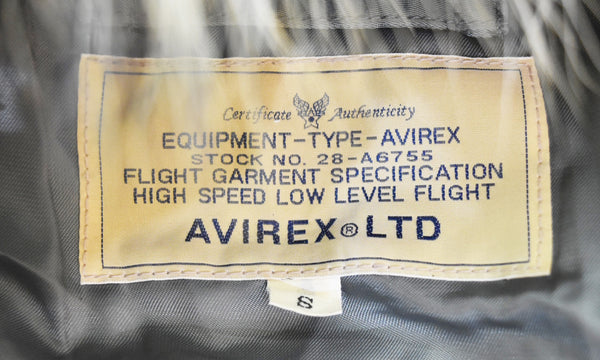 Certificate Authenticity
EQUIPMENT-TYPE-AVIREX
STOCK NO. 28-A6755
FLIGHT GARMENT SPECIFICATION
HIGH SPEED LOW LEVEL FLIGHT
AVIREX® LTD
S